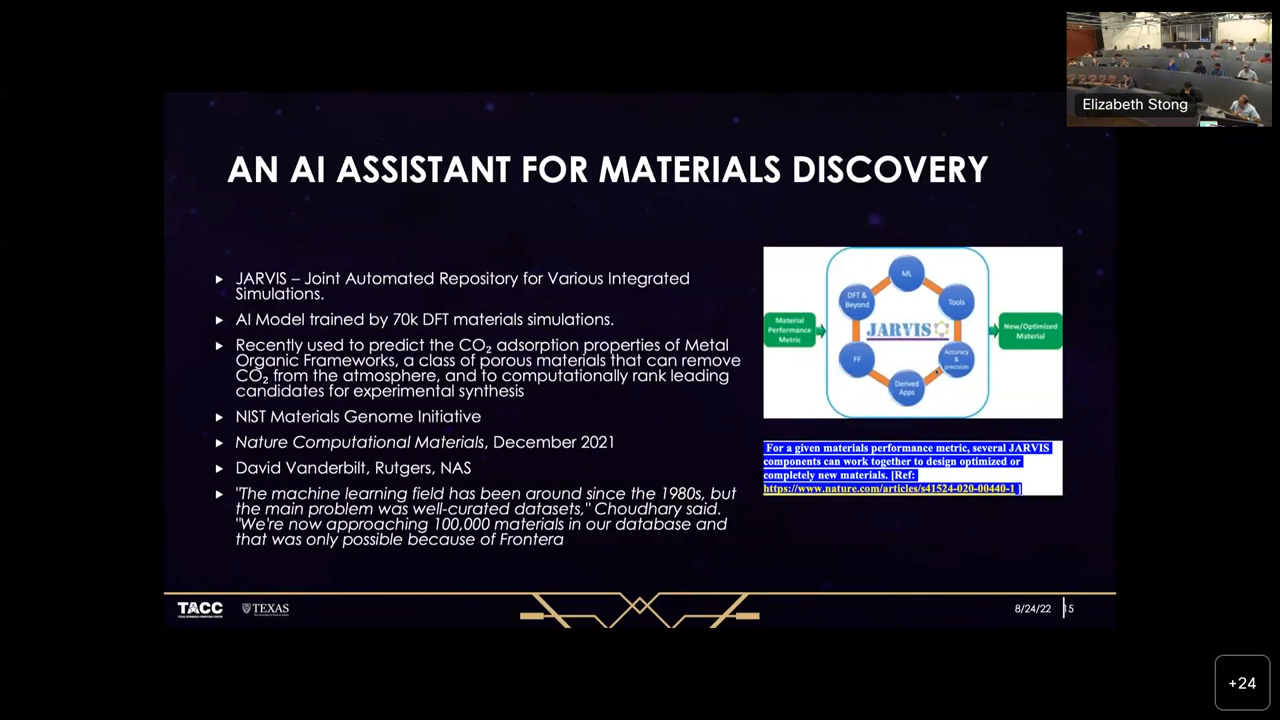 Elizabeth Stong
AN AI ASSISTANT FOR MATERIALS DISCOVERY
JARVIS – Joint Automated Repository for Various Integrated
Simulations.
AI Model trained by 70k DFT materials simulations.
Recently used to predict the CO₂ adsorption properties of Metal
Organic Frameworks, a class of porous materials that can remove
CO₂ from the atmosphere, and to computationally rank leading
candidates for experimental synthesis
NIST Materials Genome Initiative
Nature Computational Materials, December 2021
David Vanderbilt, Rutgers, NAS
"The machine learning field has been around since the 1980s, but
the main problem was well-curated datasets," Choudhary said.
"We're now approaching 100,000 materials in our database and
that was only possible because of Frontera
Material
Performance
Metric
ML
DFT &
Beyond
Tools
JARVIS
FF
Accuracy
&
precision
Derived
Apps
New/Optimized
Material
For a given materials performance metric, several JARVIS
components can work together to design optimized or
completely new materials. [Ref:
https://www.nature.com/articles/s41524-020-00440-1 ]
TACC
TEXAS
8/24/22
15
+24